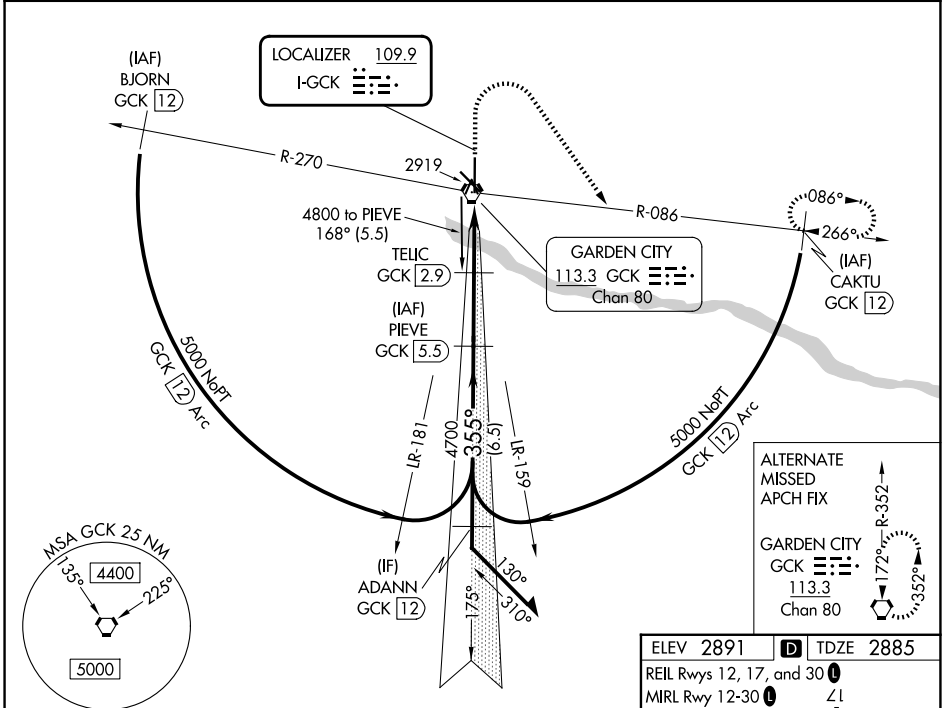 (IAF)
BJORN
GCK 12
LOCALIZER 109.9
I-GCK
R-270
2919
R-086
086°
266°
4800 to PIEVE
168° (5.5)
TELIC
GCK 2.9
GARDEN CITY
113.3 GCK
Chan 80
(IAF)
CAKTU
GCK 12
(IAF)
PIEVE
GCK 5.5
5000 NoPT
GCK 12 Arc
LR-181
4700
355°
(6.5)
LR-159
5000 NoPT
GCK 12 Arc
ALTERNATE
MISSED
APCH FIX
R-352
172°
352°
GARDEN CITY
GCK
113.3
Chan 80
MSA GCK 25 NM
135°
4400
225°
5000
(IF)
ADANN
GCK 12
130°
310°
175°
ELEV 2891 D TDZE 2885
REIL Rwys 12, 17, and 30 L
MIRL Rwy 12-30 L
17